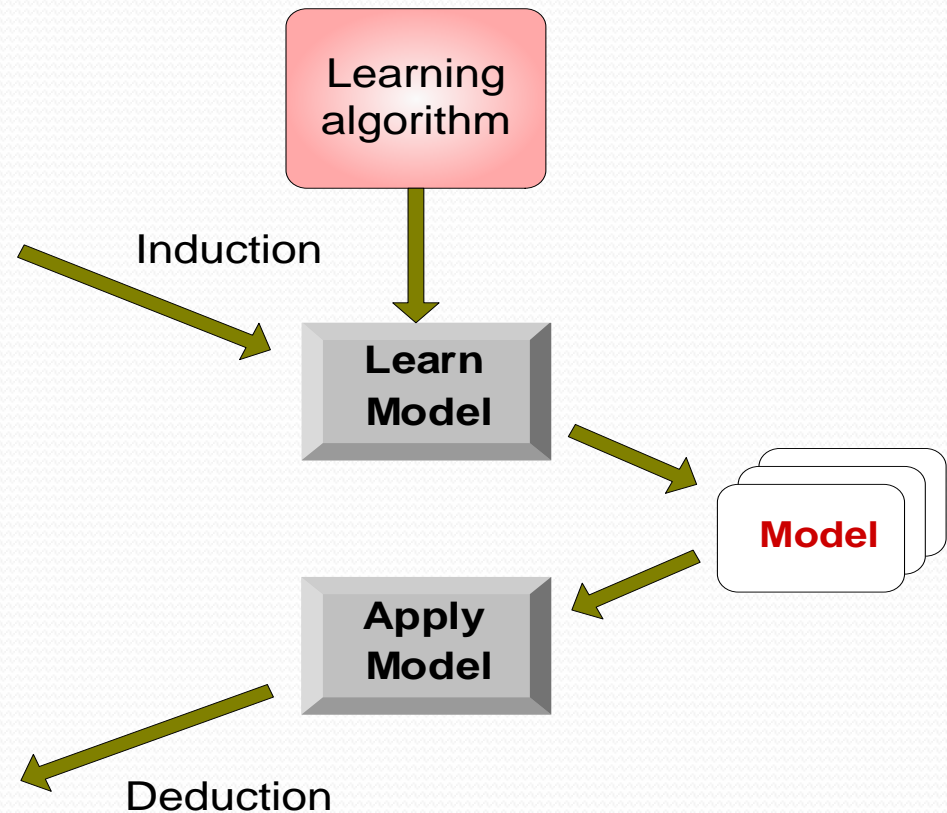 Learning
algorithm
Induction
Learn
Model
Model
Apply
Model
Deduction